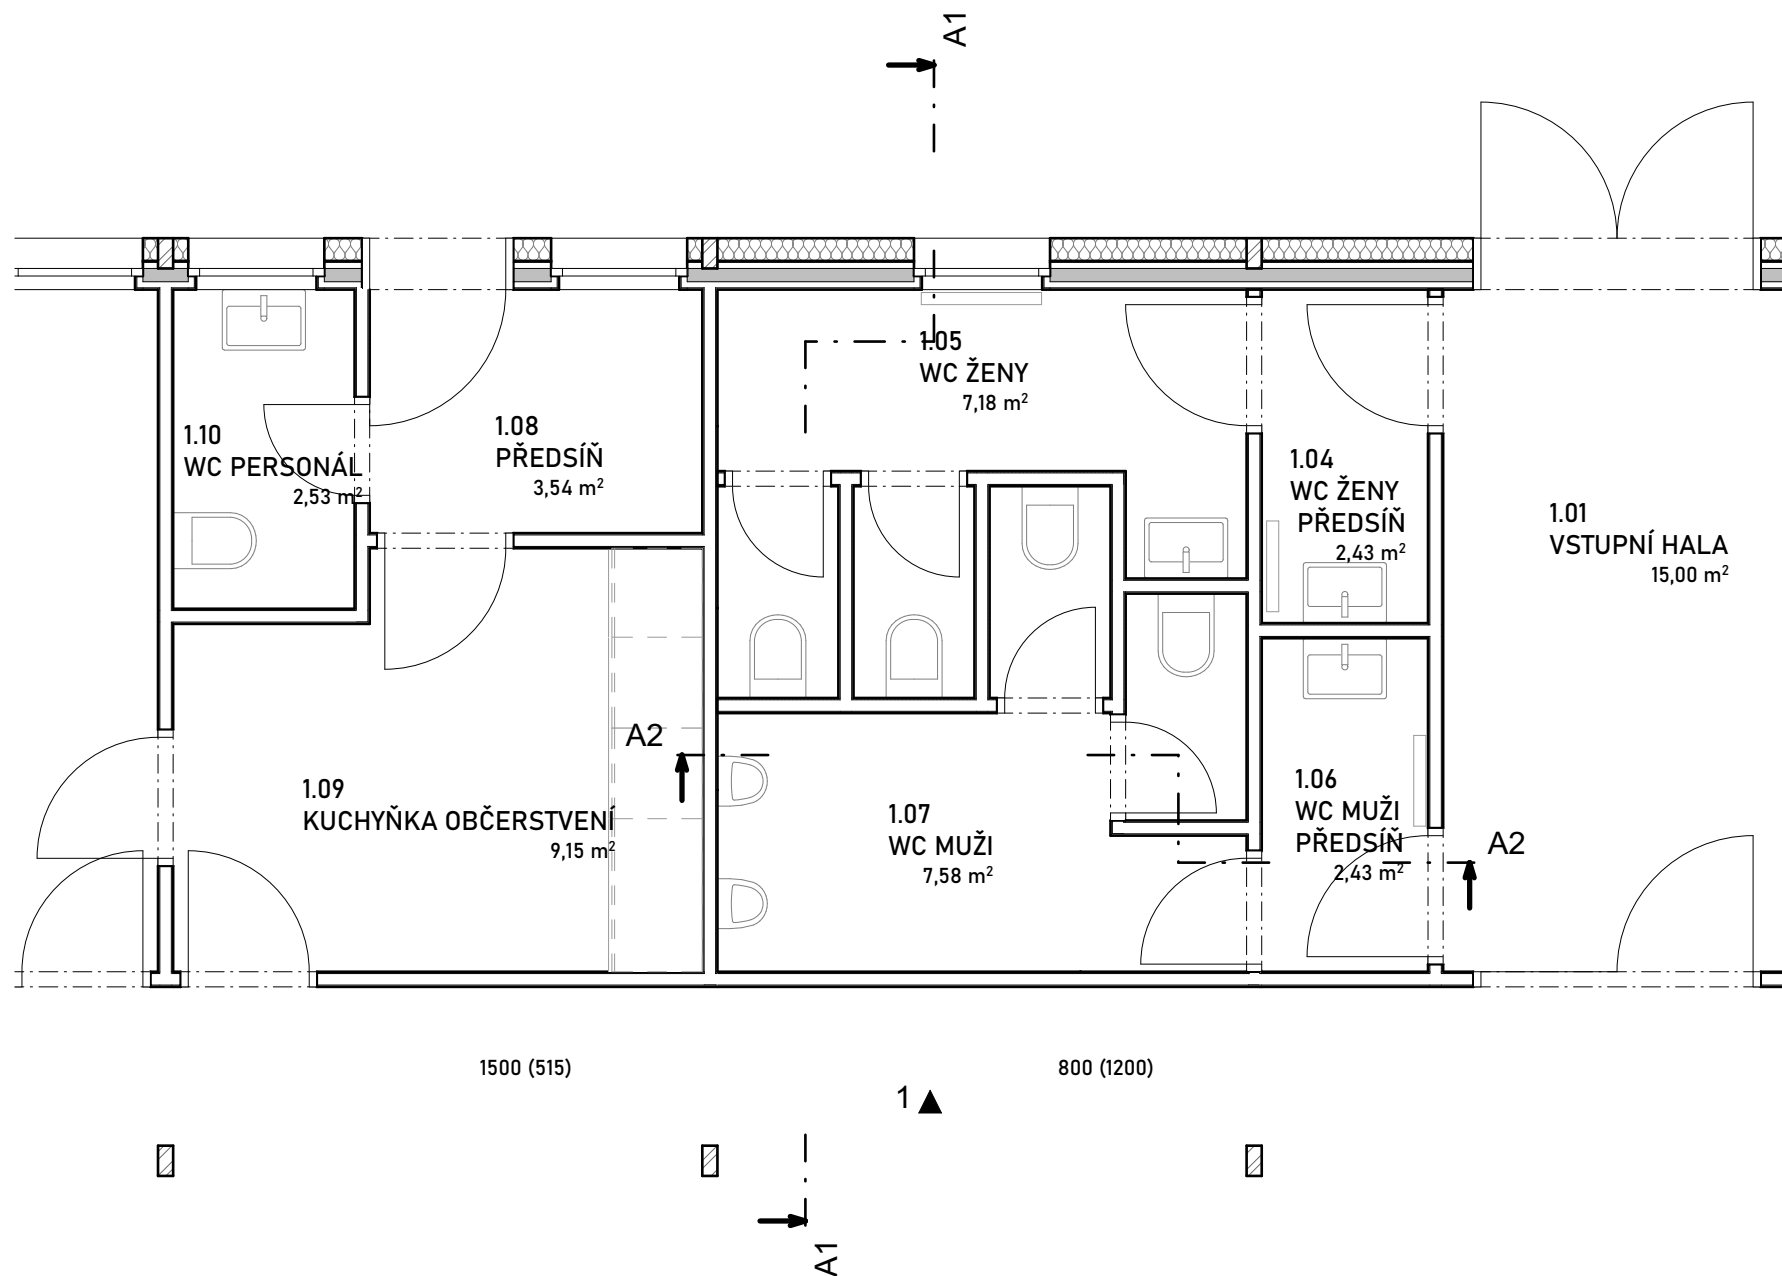 A1
1.05
WC ŽENY
7,18 m²
1.10
WC PERSONÁL
2,53 m²
1.08
PŘEDSÍŇ
3,54 m²
1.04
WC ŽENY
PŘEDSÍŇ
2,43 m²
1.01
VSTUPNÍ HALA
15,00 m²
A2
1.09
KUCHYŇKA OBČERSTVENÍ
9,15 m²
1.07
WC MUŽI
7,58 m²
1.06
WC MUŽI
PŘEDSÍŇ
2,43 m²
A2
1500 (515)
800 (1200)
1
A1